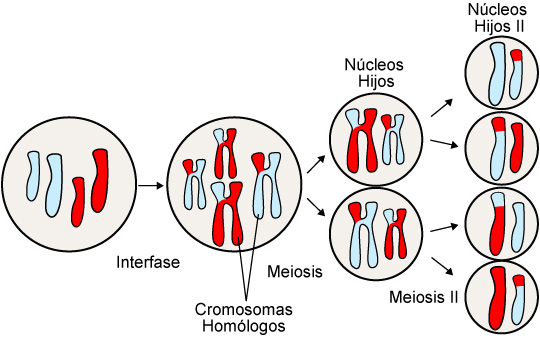 Núcleos
Hijos II
Núcleos
Hijos
Interfase
Meiosis
Cromosomas
Homólogos
Meiosis II